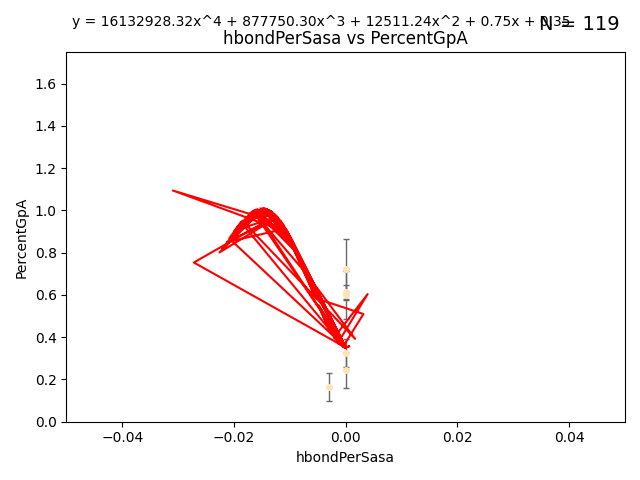 y = 16132928.32x^4 + 877750.30x^3 + 12511.24x^2 + 0.75x + 0.35
N = 119
hbondPerSasa vs PercentGpA
1.6
1.4
1.2
1.0
0.8
0.6
0.4
0.2
0.0
PercentGpA
−0.04 −0.02 0.00 0.02 0.04
hbondPerSasa